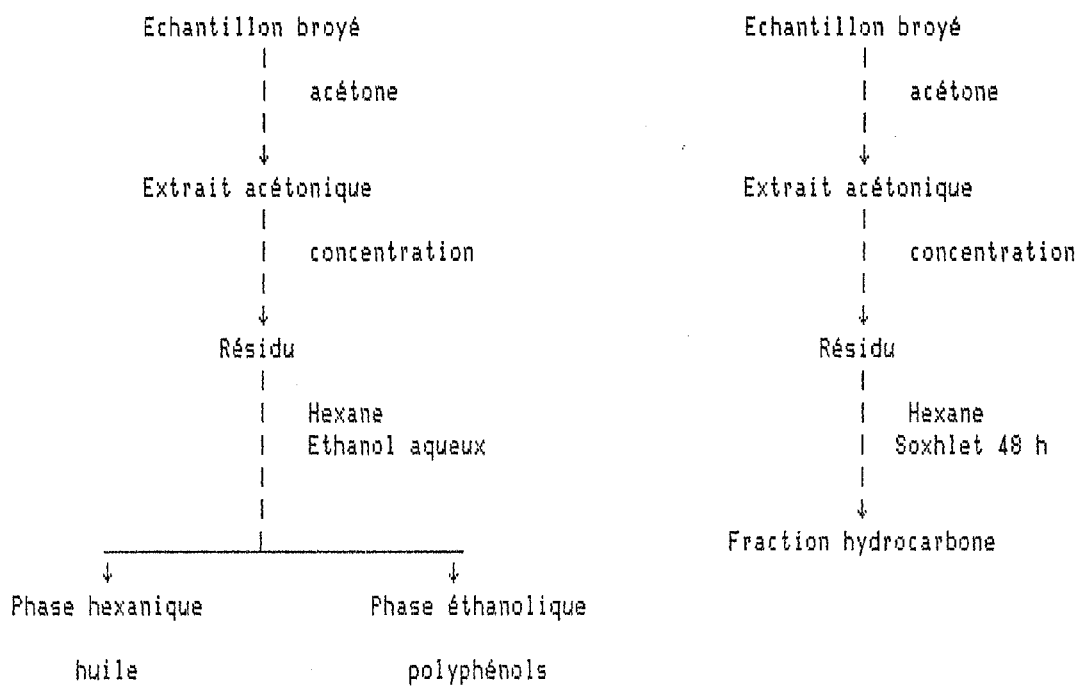 Echantillon broyé
acétone
Extrait acétonique
concentration
Résidu
Hexane
Ethanol aqueux
Phase hexanique
Phase éthanolique
huile
polyphénols
Echantillon broyé
acétone
Extrait acétonique
concentration
Résidu
Hexane
Soxhlet 48 h
Fraction hydrocarbone